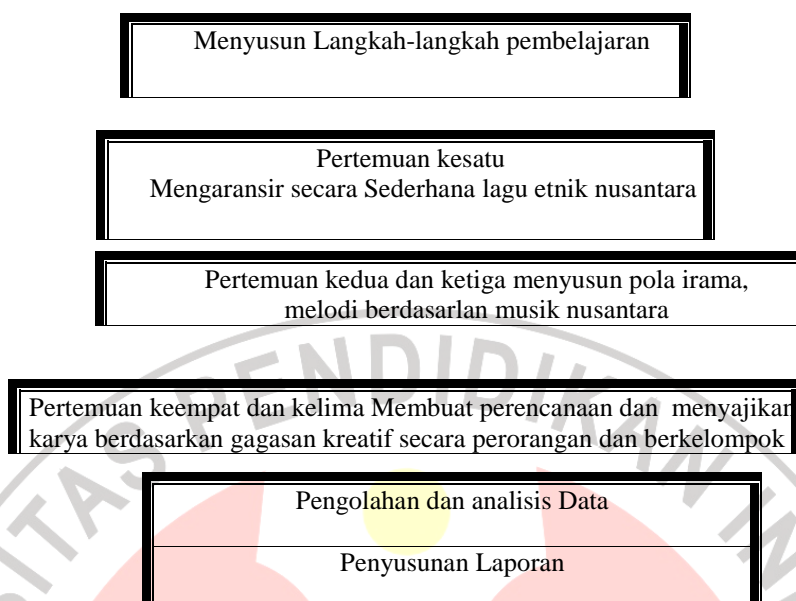 Menyusun Langkah-langkah pembelajaran
Pertemuan kesatu
Mengaransir secara Sederhana lagu etnik nusantara
Pertemuan kedua dan ketiga menyusun pola irama,
melodi berdasarlan musik nusantara
Pertemuan keempat dan kelima Membuat perencanaan dan menyajikan
karya berdasarkan gagasan kreatif secara perorangan dan berkelompok
Pengolahan dan analisis Data
Penyusunan Laporan